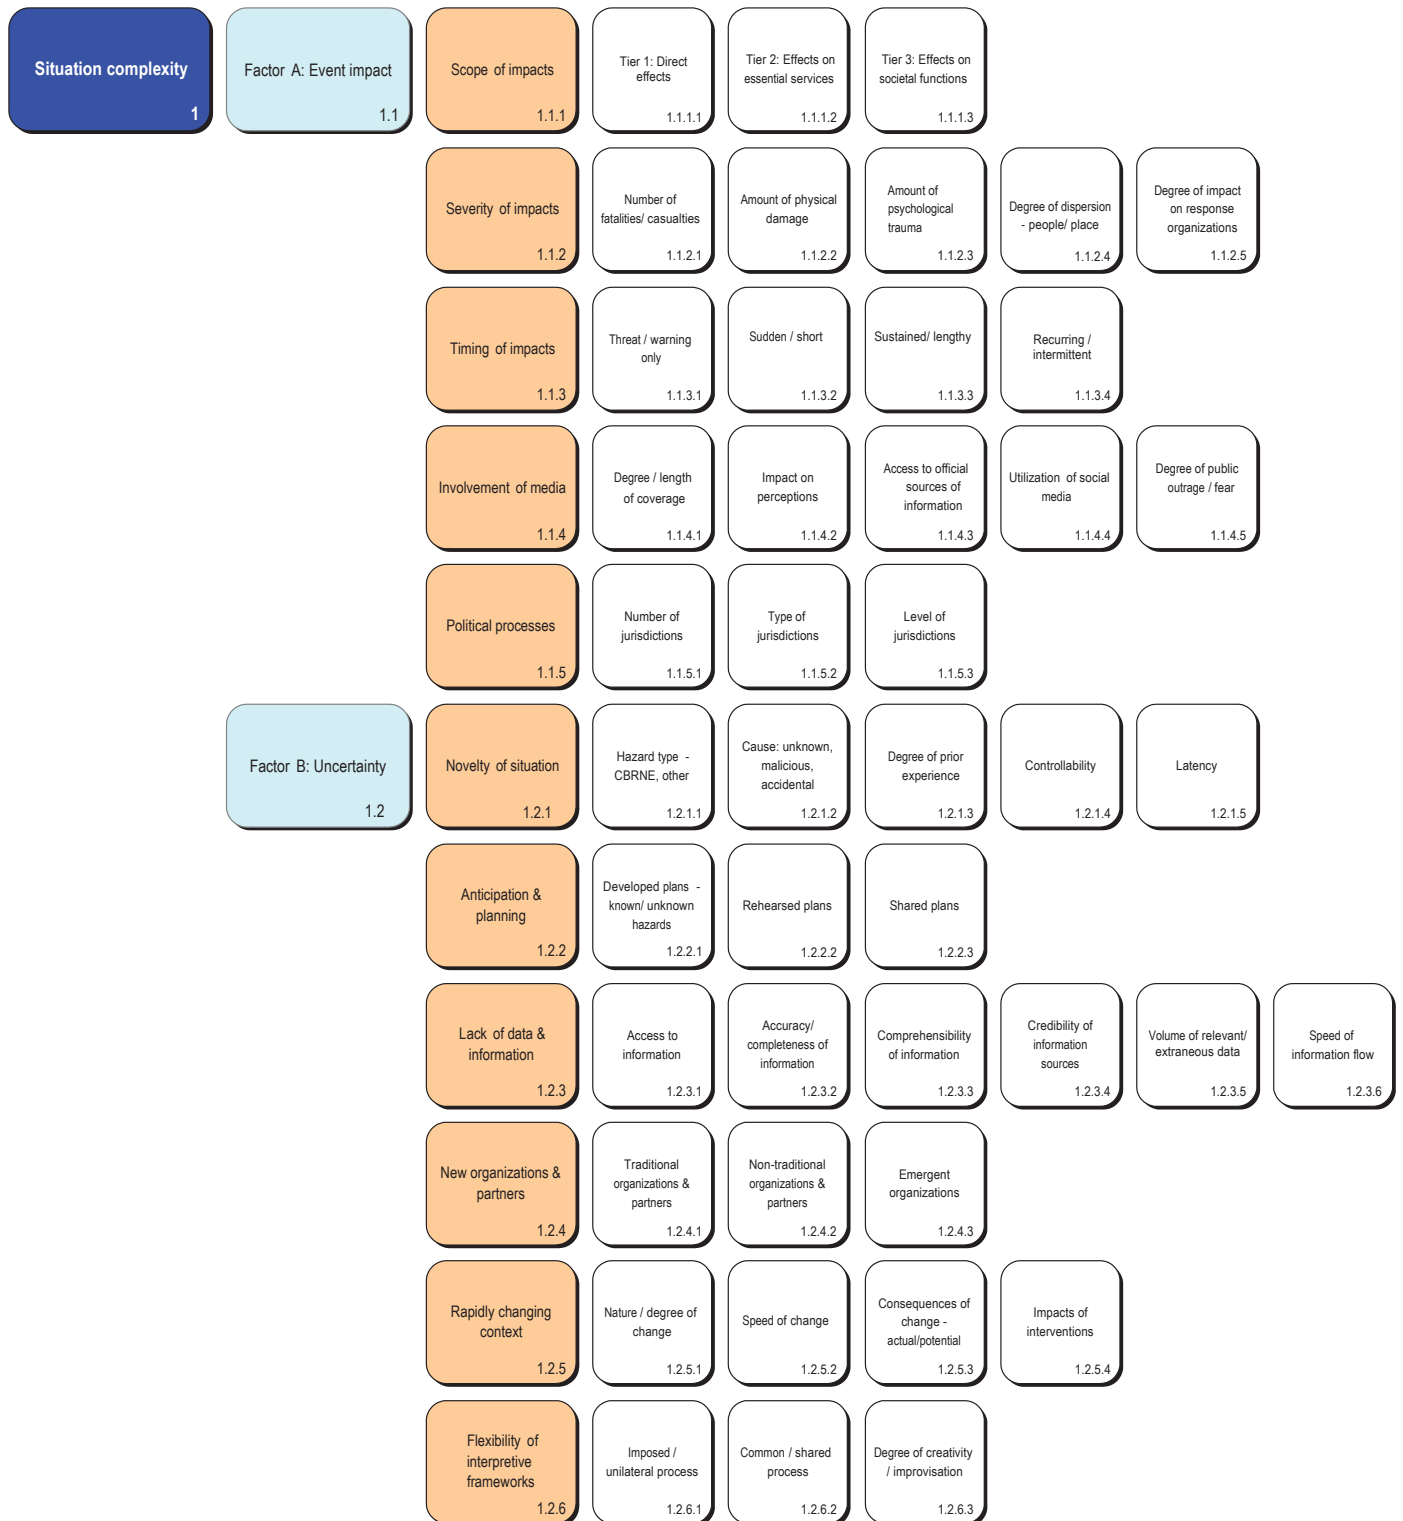 Situation complexity
1
Factor A: Event impact
1.1
Scope of impacts
1.1.1
Tier 1: Direct
effects
1.1.1.1
Tier 2: Effects on
essential services
1.1.1.2
Tier 3: Effects on
societal functions
1.1.1.3
Severity of impacts
1.1.2
Number of
fatalities/ casualties
1.1.2.1
Amount of physical
damage
1.1.2.2
Amount of
psychological
trauma
1.1.2.3
Degree of dispersion
- people/ place
1.1.2.4
Degree of impact
on response
organizations
1.1.2.5
Timing of impacts
1.1.3
Threat / warning
only
1.1.3.1
Sudden / short
1.1.3.2
Sustained/ lengthy
1.1.3.3
Recurring /
intermittent
1.1.3.4
Involvement of media
1.1.4
Degree / length
of coverage
1.1.4.1
Impact on
perceptions
1.1.4.2
Access to official
sources of
information
1.1.4.3
Utilization of social
media
1.1.4.4
Degree of public
outrage / fear
1.1.4.5
Political processes
1.1.5
Number of
jurisdictions
1.1.5.1
Type of
jurisdictions
1.1.5.2
Level of
jurisdictions
1.1.5.3
Factor B: Uncertainty
1.2
Novelty of situation
1.2.1
Hazard type -
CBRNE, other
1.2.1.1
Cause: unknown,
malicious,
accidental
1.2.1.2
Degree of prior
experience
1.2.1.3
Controllability
1.2.1.4
Latency
1.2.1.5
Anticipation &
planning
1.2.2
Developed plans -
known/ unknown
hazards
1.2.2.1
Rehearsed plans
1.2.2.2
Shared plans
1.2.2.3
Lack of data &
information
1.2.3
Access to
information
1.2.3.1
Accuracy/
completeness of
information
1.2.3.2
Comprehensibility
of information
1.2.3.3
Credibility of
information
sources
1.2.3.4
Volume of relevant/
extraneous data
1.2.3.5
Speed of
information flow
1.2.3.6
New organizations &
partners
1.2.4
Traditional
organizations &
partners
1.2.4.1
Non-traditional
organizations &
partners
1.2.4.2
Emergent
organizations
1.2.4.3
Rapidly changing
context
1.2.5
Nature / degree of
change
1.2.5.1
Speed of change
1.2.5.2
Consequences of
change -
actual/potential
1.2.5.3
Impacts of
interventions
1.2.5.4
Flexibility of
interpretive
frameworks
1.2.6
Imposed /
unilateral process
1.2.6.1
Common / shared
process
1.2.6.2
Degree of creativity
/ improvisation
1.2.6.3